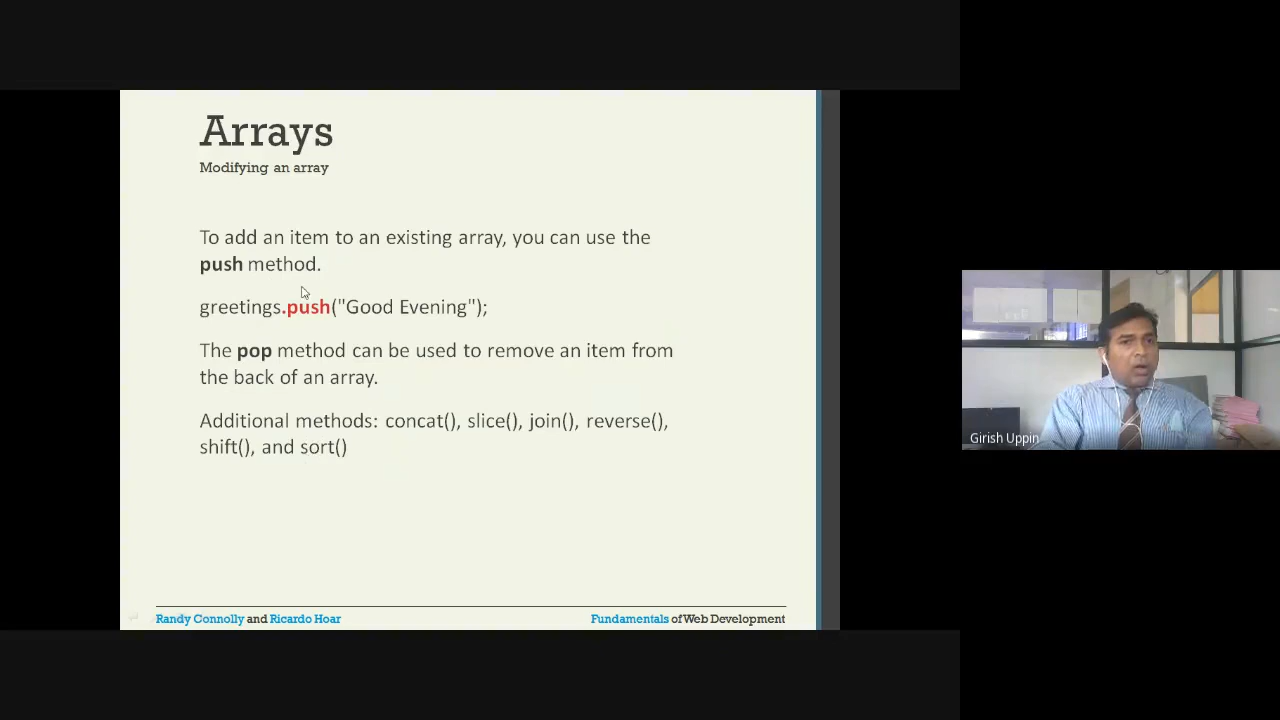 Arrays
Modifying an array
To add an item to an existing array, you can use the
push method.
greetings.push("Good Evening");
The pop method can be used to remove an item from
the back of an array.
Additional methods: concat(), slice(), join(), reverse(),
shift(), and sort()
Randy Connolly and Ricardo Hoar
Fundamentals of Web Development
Girish Uppin